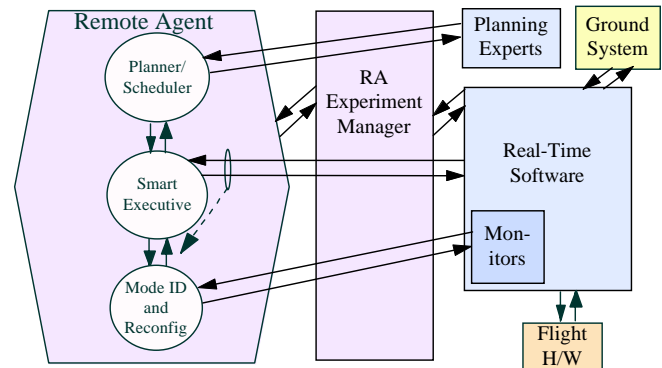 Remote Agent
Planner/
Scheduler
Smart
Executive
Mode ID
and
Reconfig
RA
Experiment
Manager
Planning
Experts
Ground
System
Real-Time
Software
Mon-
itors
Flight
H/W